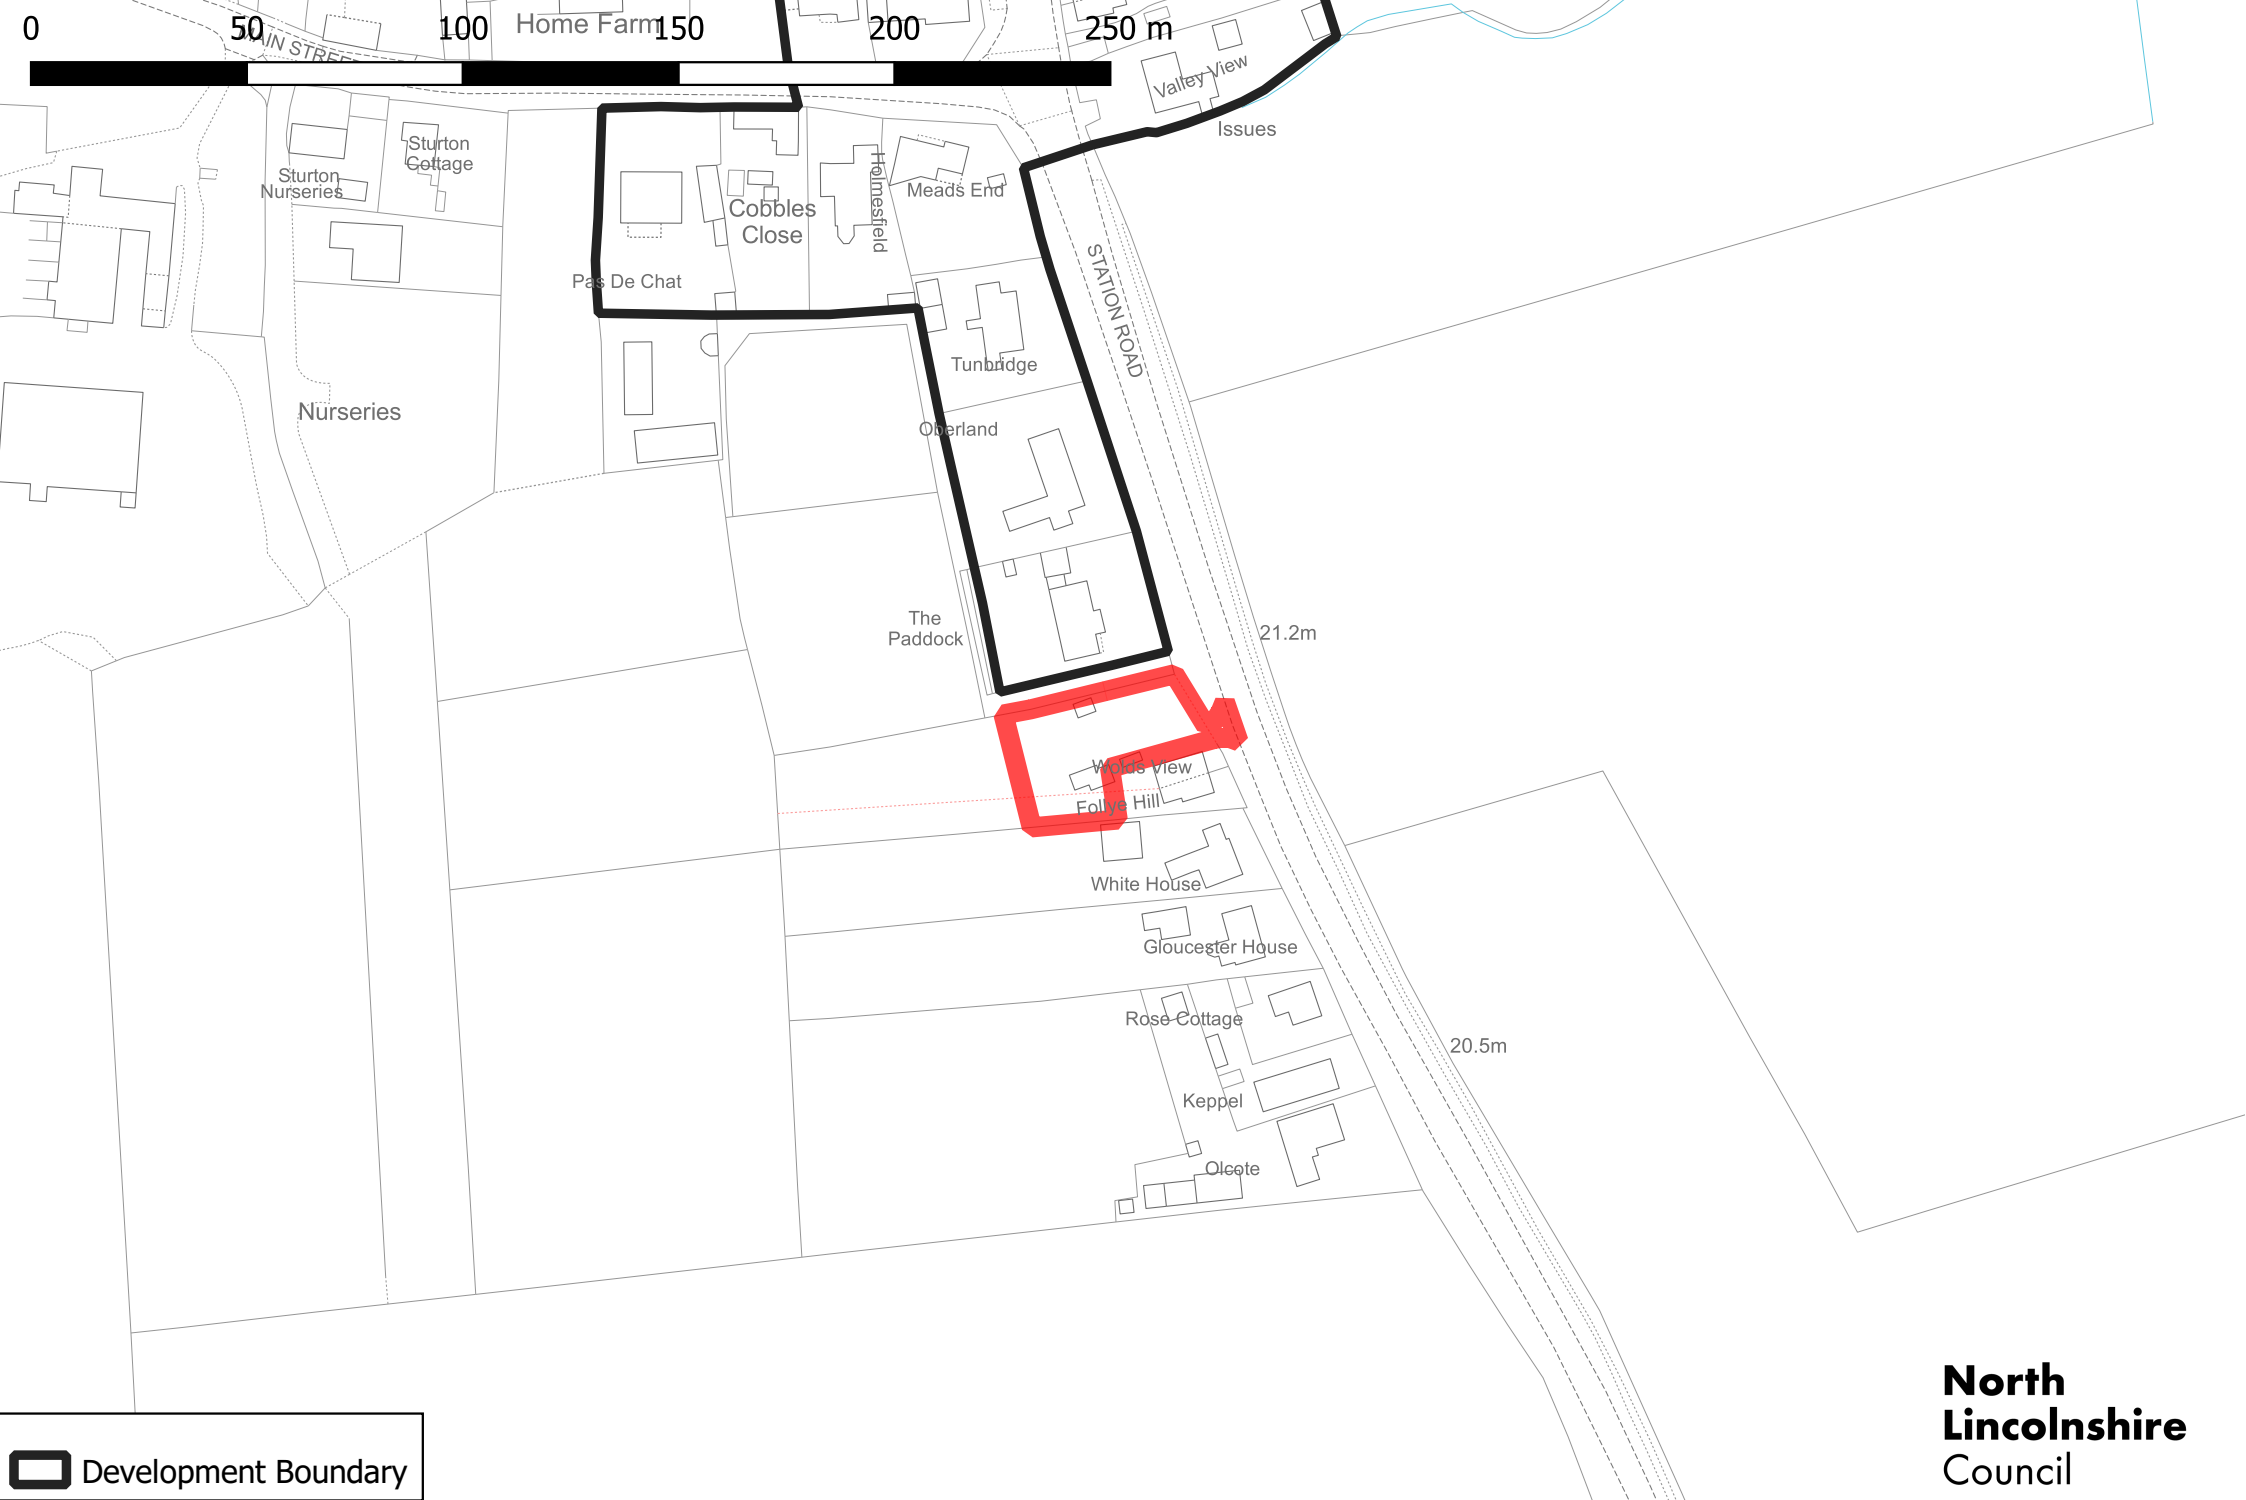 0 50 100 150 200 250 m
Home Farm
MAIN STREET
Valley View
Issues
Sturton
Cottage
Sturton
Nurseries
Holmesfield
Meads End
Cobbles
Close
Pas De Chat
STATION ROAD
Tunbridge
Nurseries
Oberland
The
Paddock
21.2m
Wolds View
Follye Hill
White House
Gloucester House
Rose Cottage
20.5m
Keppel
Olcote
Development Boundary
North
Lincolnshire
Council